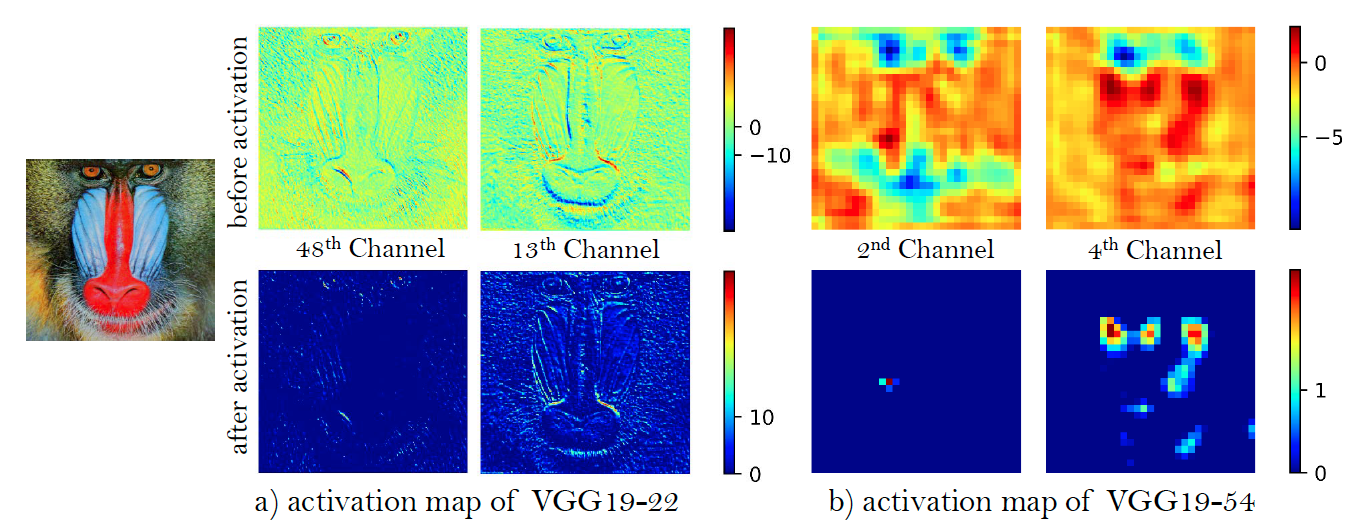 before activation
0
−10
0
−5
48th Channel
13th Channel
2nd Channel
4th Channel
after activation
10
0
1
0
a) activation map of VGG19-22
b) activation map of VGG19-54